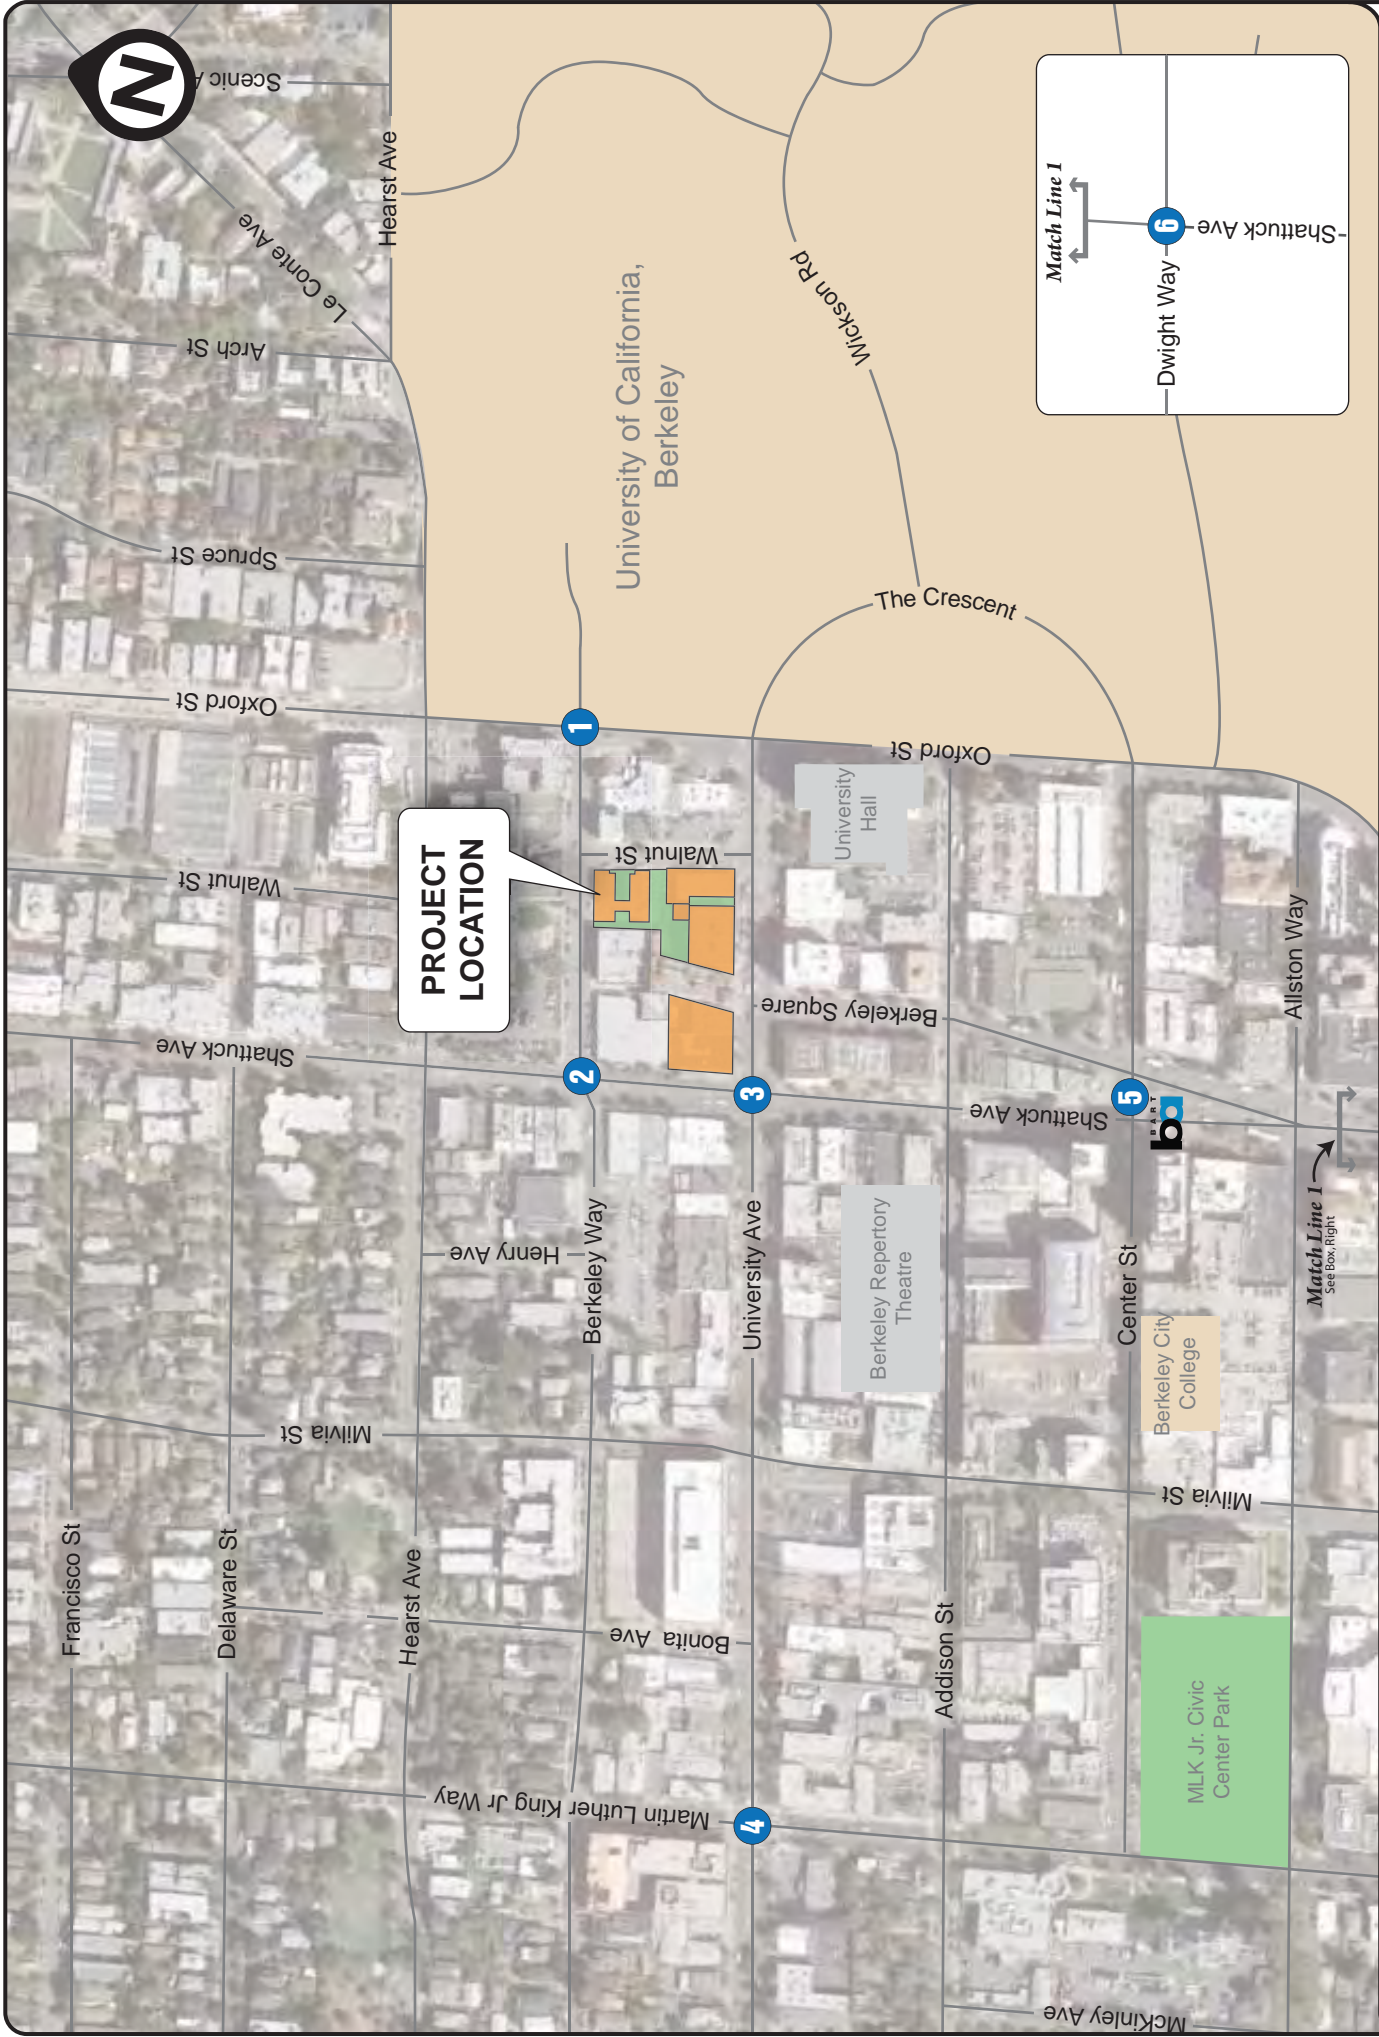 N
Scenic A
Le Conte Ave
Hearst Ave
Arch St
Spruce St
Oxford St
Walnut St
Shattuck Ave
PROJECT
LOCATION
University of California,
Berkeley
Wickson Rd
The Crescent
Match Line 1
6
Dwight Way
Shattuck Ave
1
Walnut St
2
3
Berkeley Square
University
Hall
Oxford St
Allston Way
5
BART
ba
Shattuck Ave
Match Line 1
See Box, Right
Henry Ave
Berkeley Way
University Ave
Berkeley Repertory
Theatre
Center St
Berkeley City
College
Milvia St
Milvia St
Francisco St
Delaware St
Hearst Ave
Bonita Ave
Addison St
MLK Jr. Civic
Center Park
Martin Luther King Jr Way
4
McKinley Ave